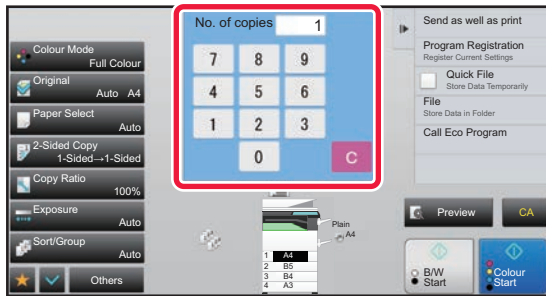 No. of copies 1
7 8 9
4 5 6
1 2 3
0 C
Colour Mode
Full Colour
Original
Auto A4
Paper Select
Auto
2-Sided Copy
1-Sided→1-Sided
Copy Ratio
100%
Exposure
Auto
Sort/Group
Auto
Others
Plain
A4
1 A4
2 B5
3 B4
4 A3
Send as well as print
Program Registration
Register Current Settings
Quick File
Store Data Temporarily
File
Store Data in Folder
Call Eco Program
Preview
CA
B/W
Start
Colour
Start